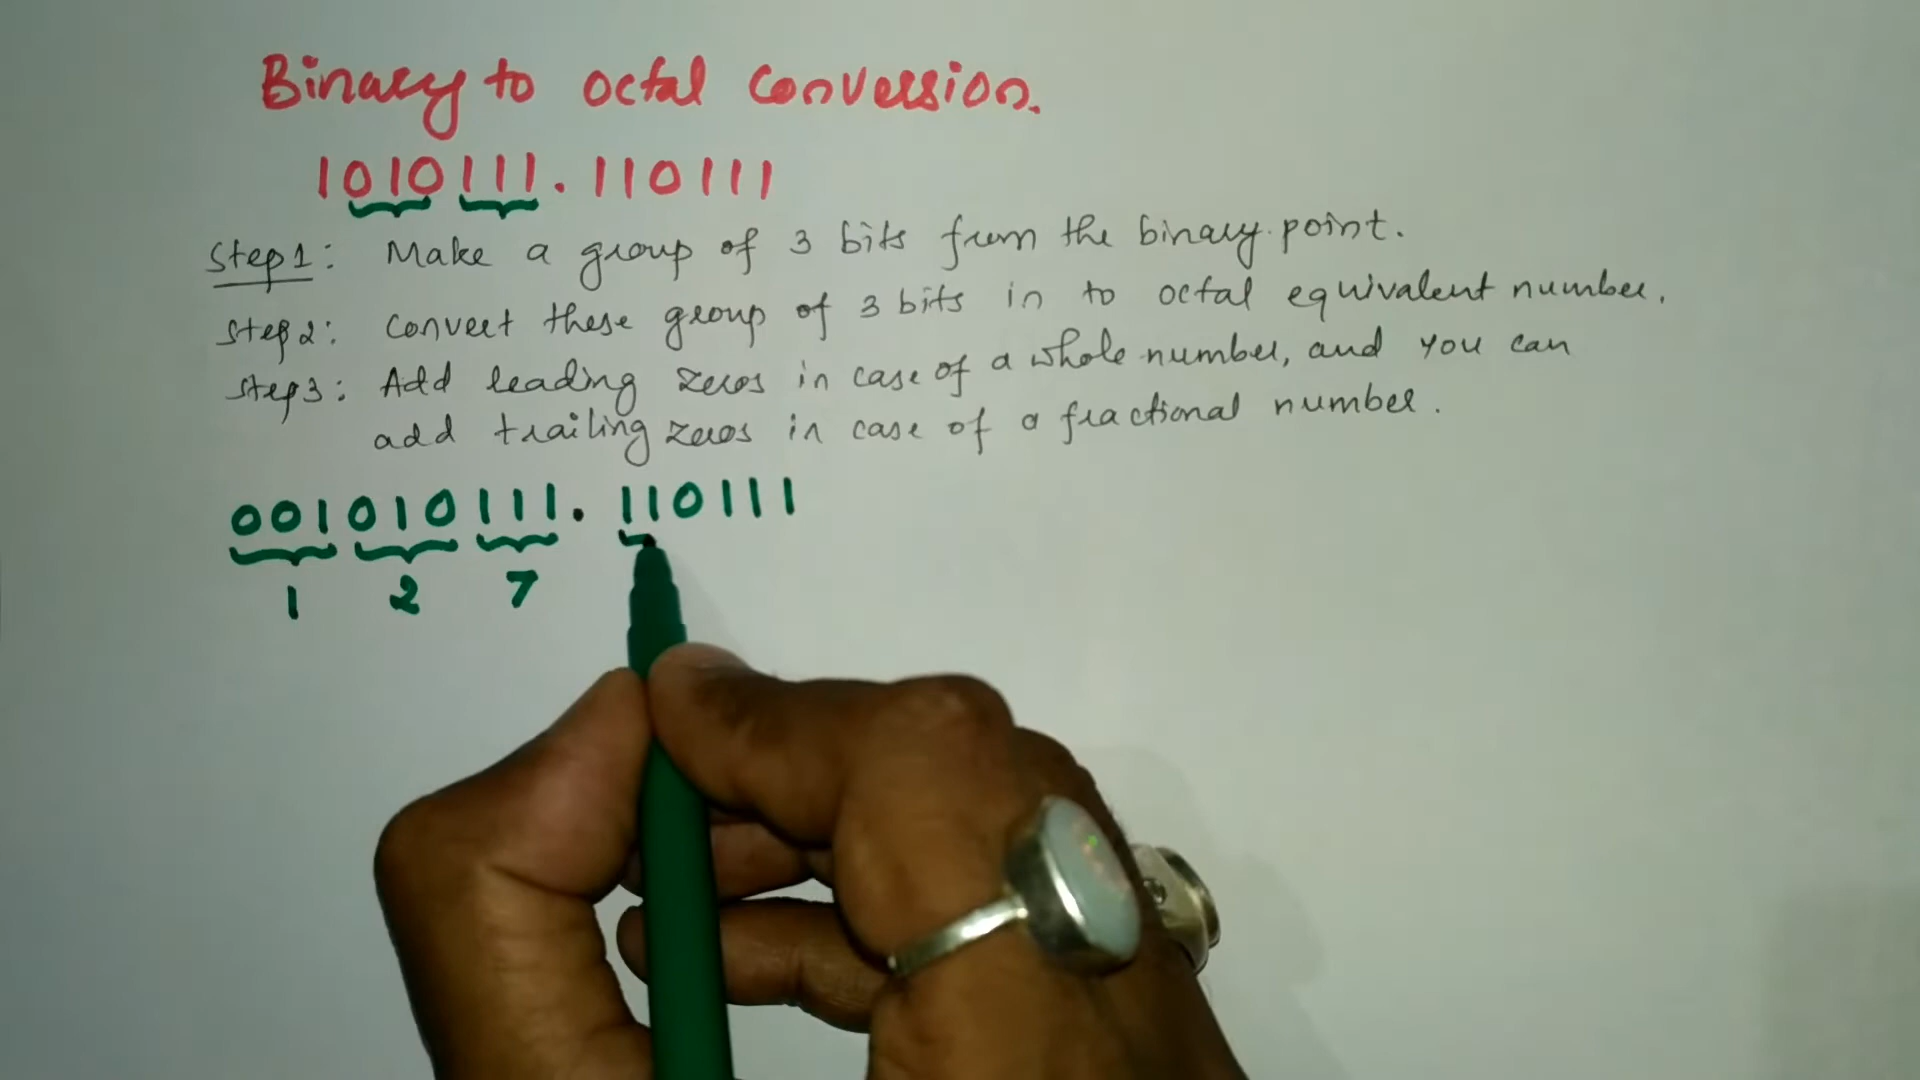 Binary to octal conversion.
1010111.110111
Step1: Make a group of 3 bits from the binary point.
Step2: Convert these group of 3 bits in to octal equivalent number.
Step3: Add leading zeros in case of a whole number, and you can
add trailing zeros in case of a fractional number.
001010111.110111
1 2 7